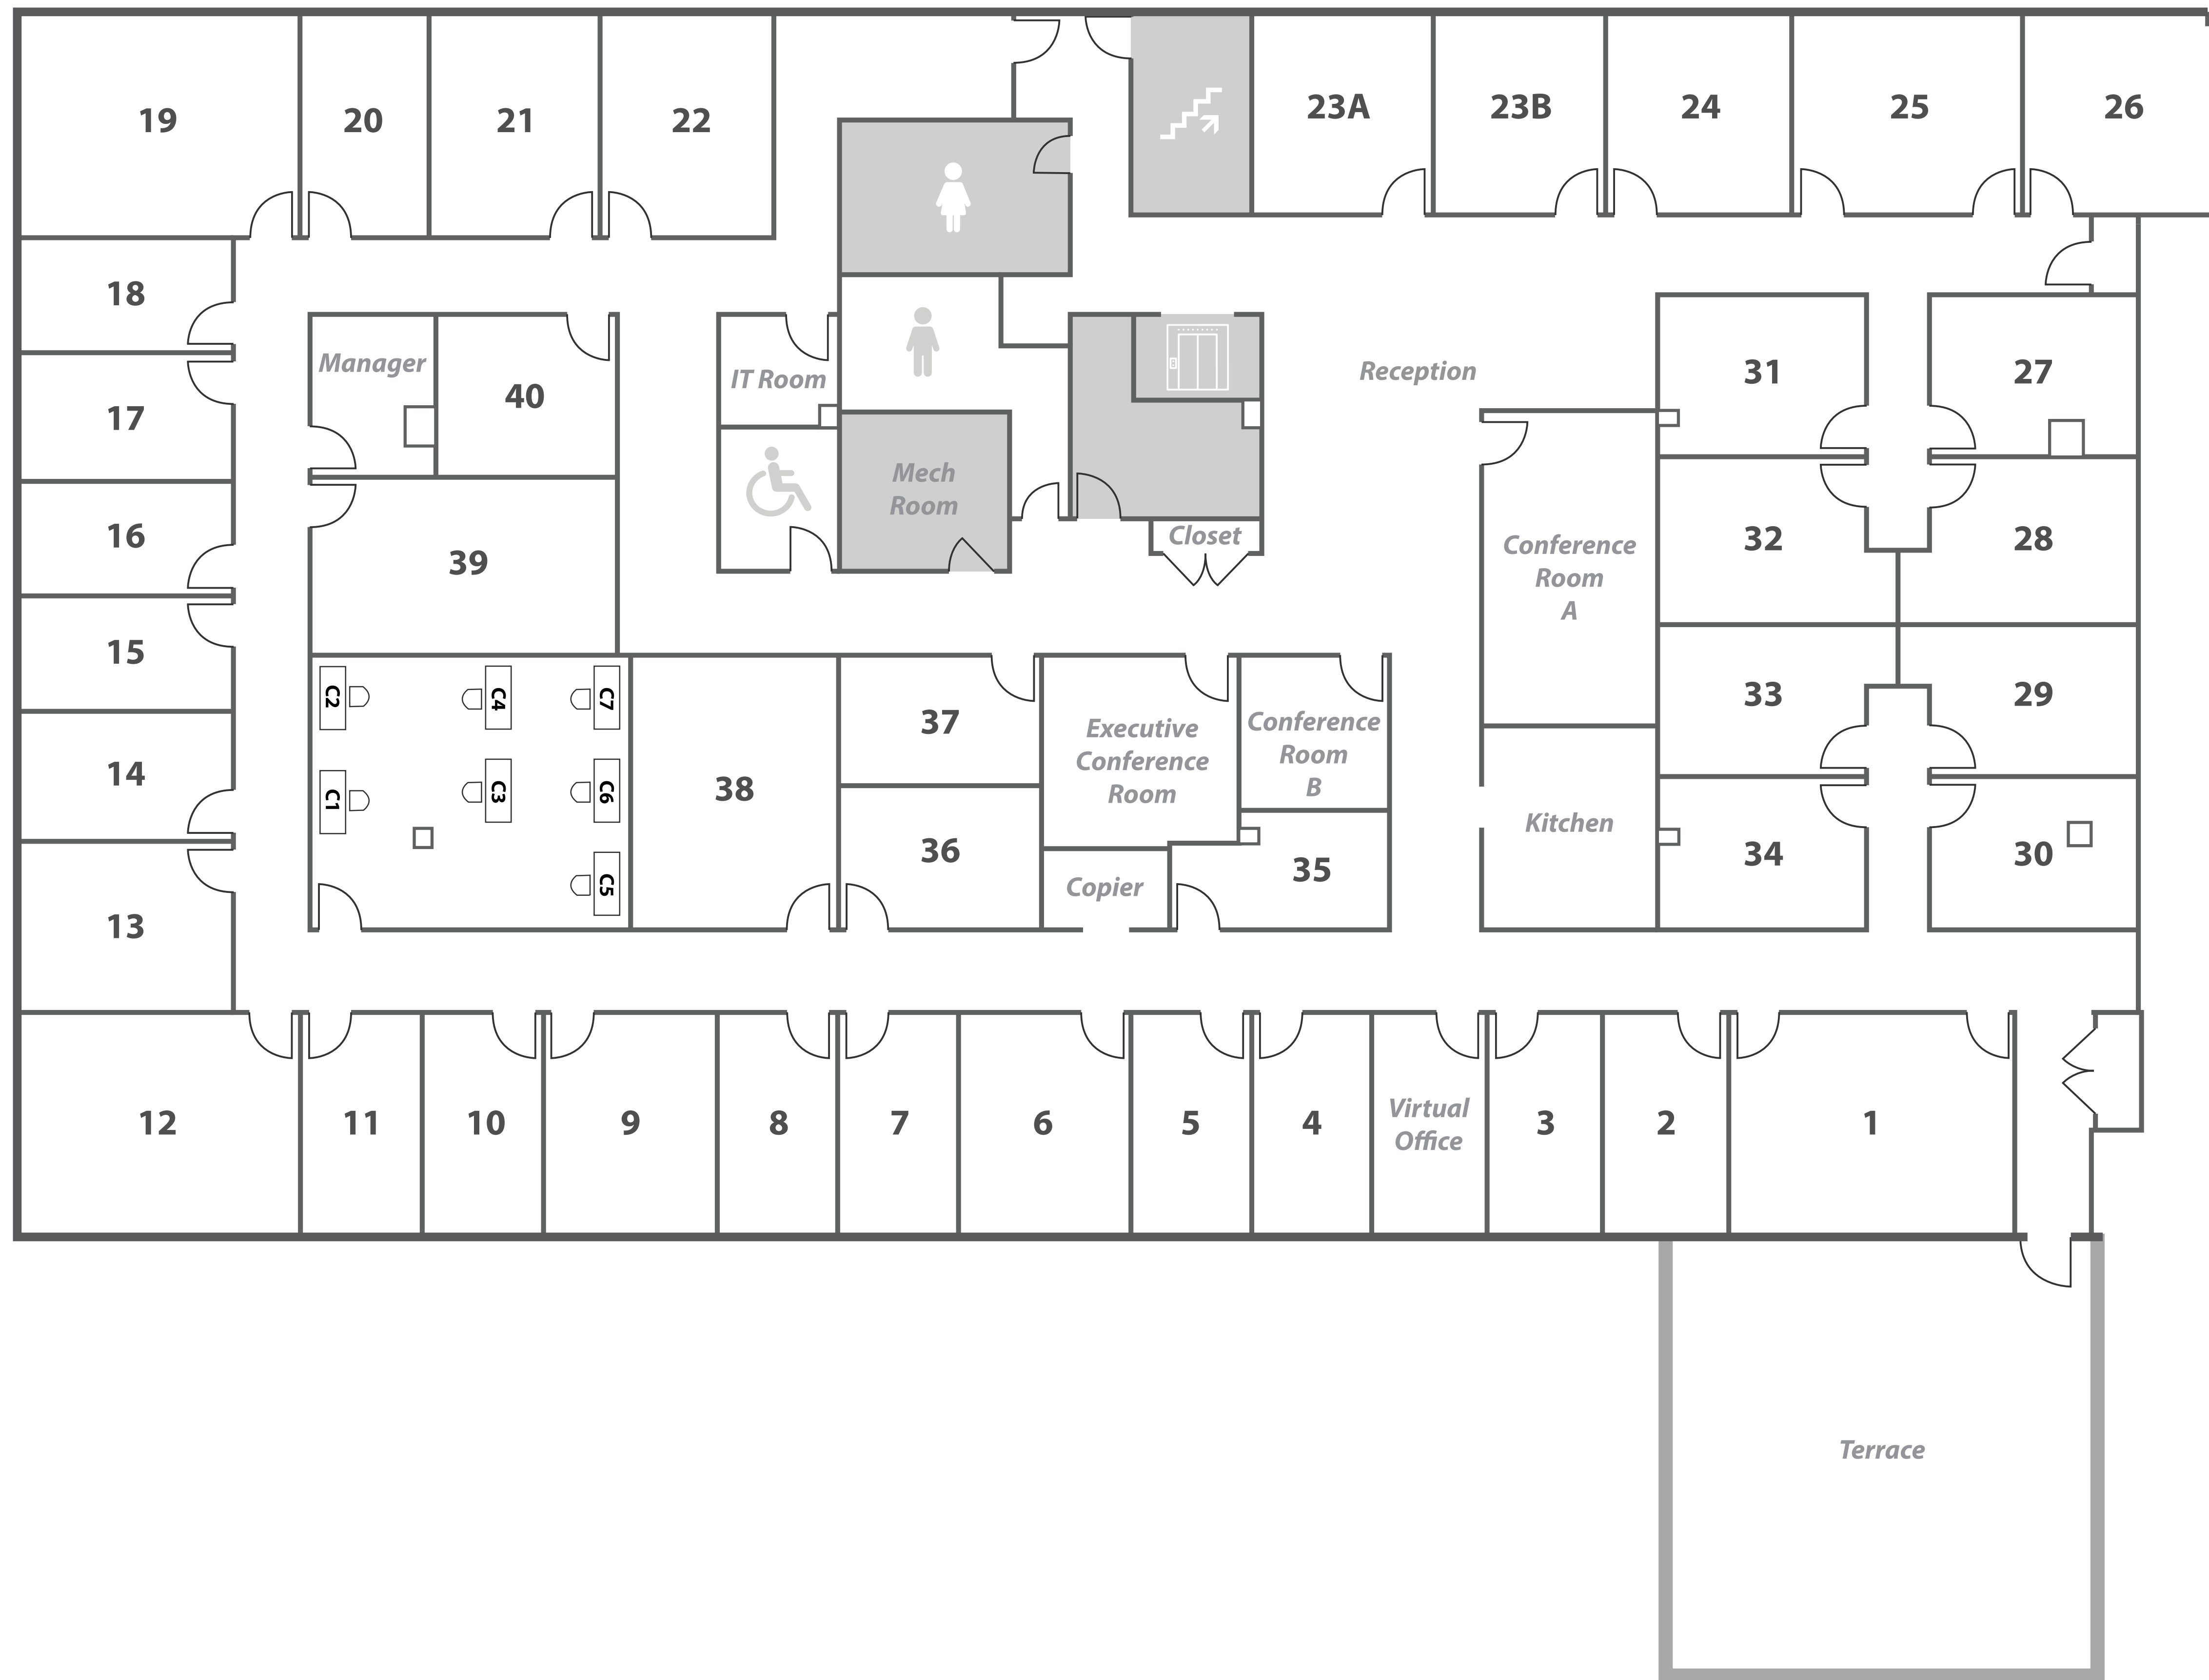 19
20
21
22
23A
23B
24
25
26
18
17
16
15
14
13
Manager
40
39
IT Room
Mech
Room
Closet
Reception
31
27
32
28
33
29
34
30
Conference
Room
A
Kitchen
C2
C4
C7
C1
C3
C6
C5
38
37
36
Executive
Conference
Room
Conference
Room
B
Copier
35
12
11
10
9
8
7
6
5
4
Virtual
Office
3
2
1
Terrace